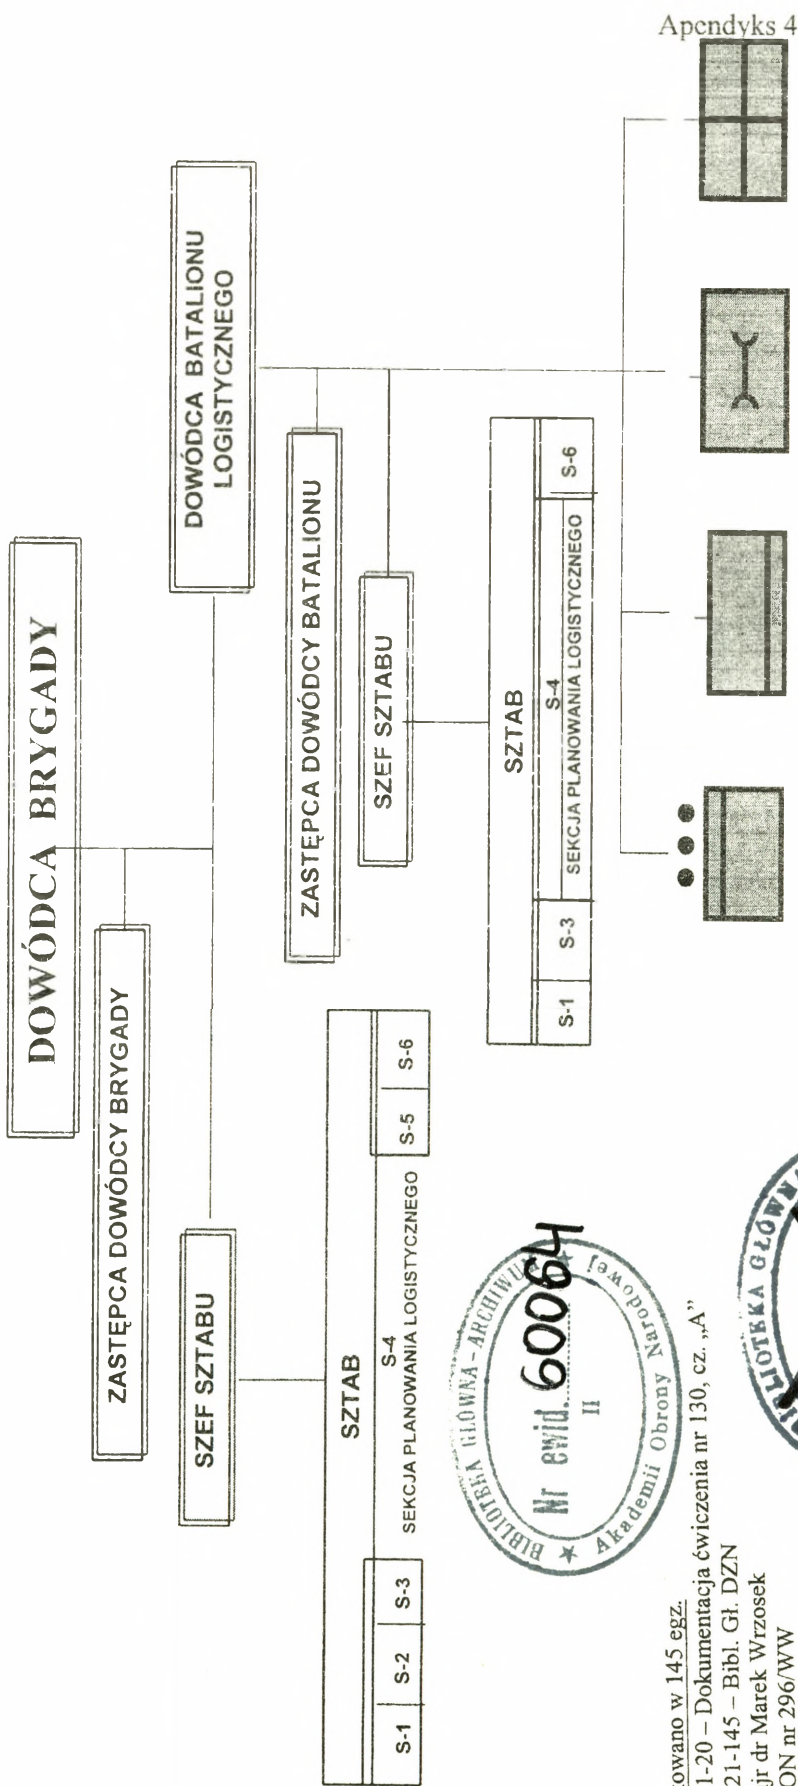 Apendyks 4
DOWÓDCA BRYGADY
ZASTĘPCA DOWÓDCY BRYGADY
SZEF SZTABU
DOWÓDCA BATALIONU
LOGISTYCZNEGO
SZTAB
S-1 S-2 S-3
S-4
SEKCJA PLANOWANIA LOGISTYCZNEGO
S-5 S-6
ZASTĘPCA DOWÓDCY BATALIONU
SZEF SZTABU
SZTAB
S-1 S-3
S-4
SEKCJA PLANOWANIA LOGISTYCZNEGO
S-6
BIBLIOTEKA GŁÓWNA - ARCHIWUM
Nr ewid. 60064
II
Akademii Obrony Narodowej
BIBLIOTEKA GŁÓWNA
owano w 145 egz.
1-20 – Dokumentacja ćwiczenia nr 130, cz. „A”
21-145 – Bibl. Gł. DZN
jr dr Marek Wrzosek
ON nr 296/WW